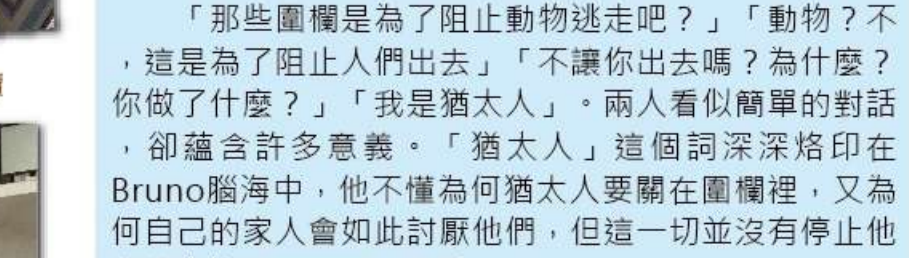 「那些圍欄是為了阻止動物逃走吧？」「動物？不
，這是為了阻止人們出去」「不讓你出去嗎？為什麼？
你做了什麼？」「我是猶太人」。兩人看似簡單的對話
，卻蘊含許多意義。「猶太人」這個詞深深烙印在
Bruno腦海中，他不懂為何猶太人要關在圍欄裡，又為
何自己的家人會如此討厭他們，但這一切並沒有停止他